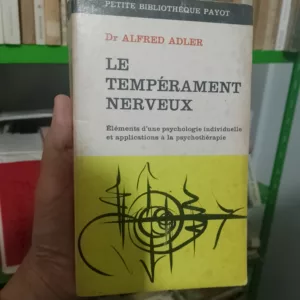 PETITE BIBLIOTHÈQUE PAYOT
Dr ALFRED ADLER
LE
TEMPÉRAMENT
NERVEUX
Éléments d'une psychologie individuelle
et applications à la psychothérapie